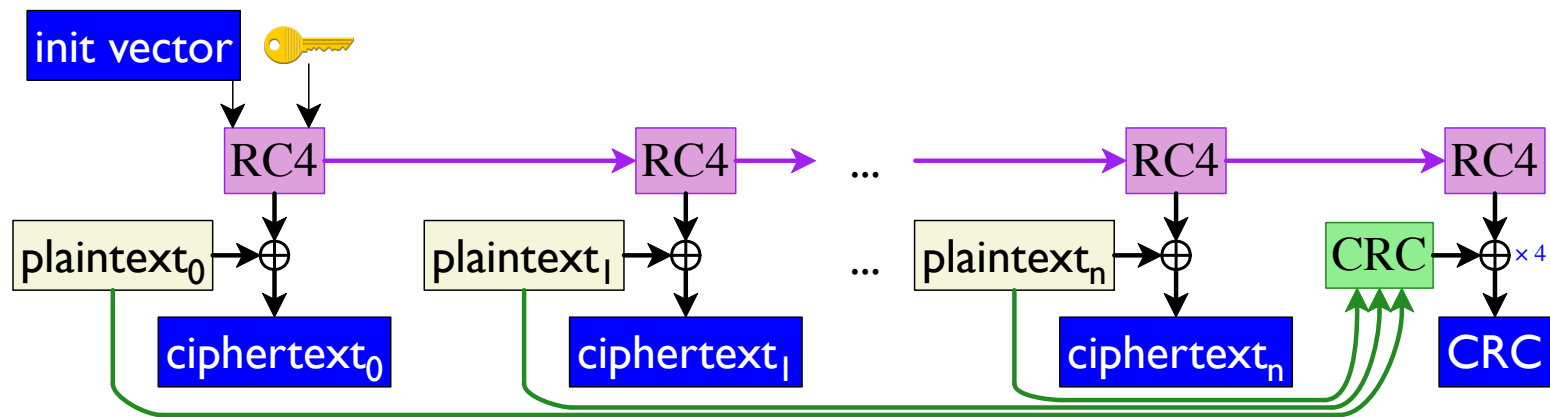 init vector
RC4 RC4 ... RC4 RC4
plaintext₀ ⊕ plaintext₁ ⊕ ... plaintextₙ ⊕ CRC ⊕ × 4
ciphertext₀ ciphertext₁ ciphertextₙ CRC